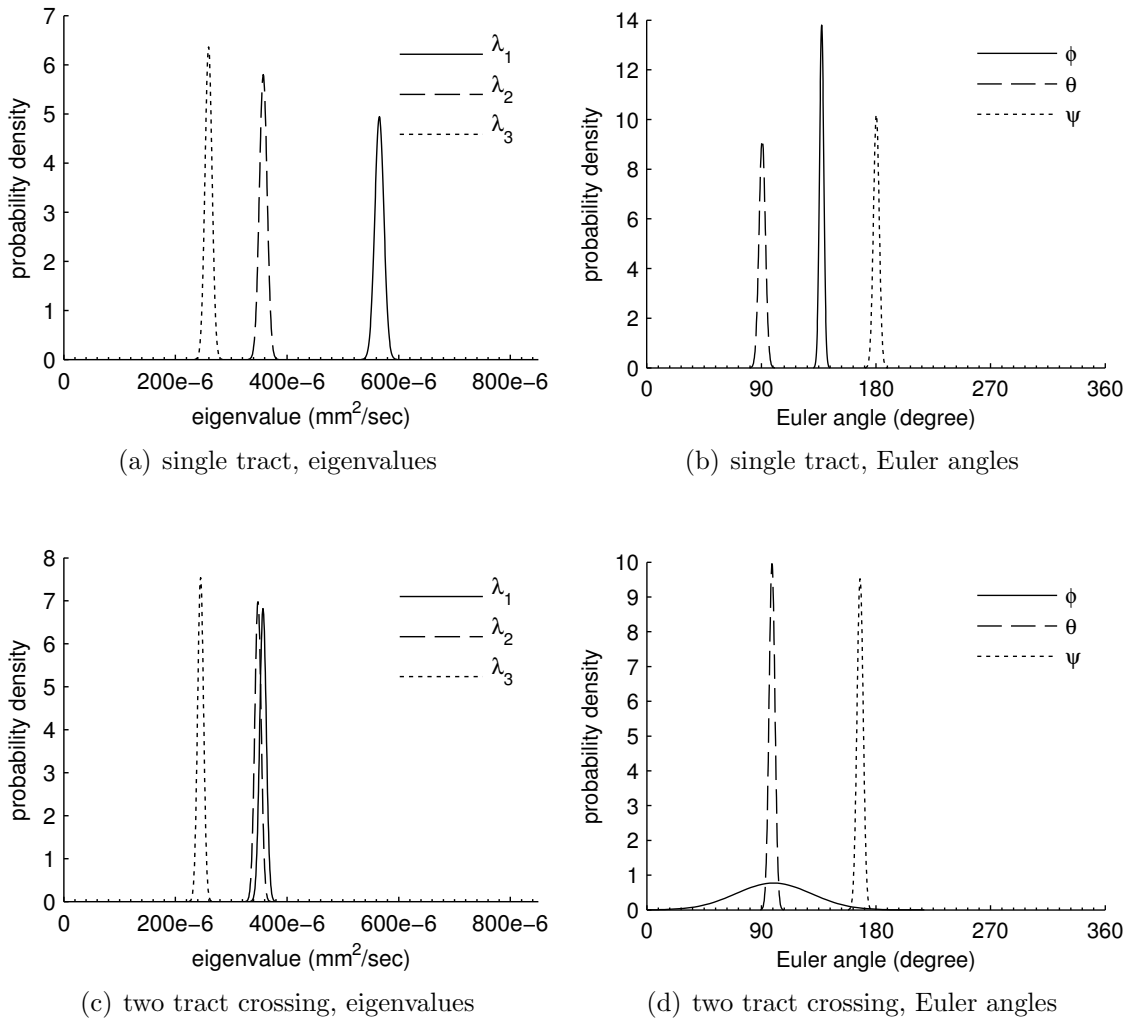 7
6
5
4
3
2
1
0
probability density
λ₁
λ₂
λ₃
0 200e-6 400e-6 600e-6 800e-6
eigenvalue (mm²/sec)
(a) single tract, eigenvalues
14
12
10
8
6
4
2
0
probability density
ϕ
θ
ψ
0 90 180 270 360
Euler angle (degree)
(b) single tract, Euler angles
8
7
6
5
4
3
2
1
0
probability density
λ₁
λ₂
λ₃
0 200e-6 400e-6 600e-6 800e-6
eigenvalue (mm²/sec)
(c) two tract crossing, eigenvalues
10
9
8
7
6
5
4
3
2
1
0
probability density
ϕ
θ
ψ
0 90 180 270 360
Euler angle (degree)
(d) two tract crossing, Euler angles